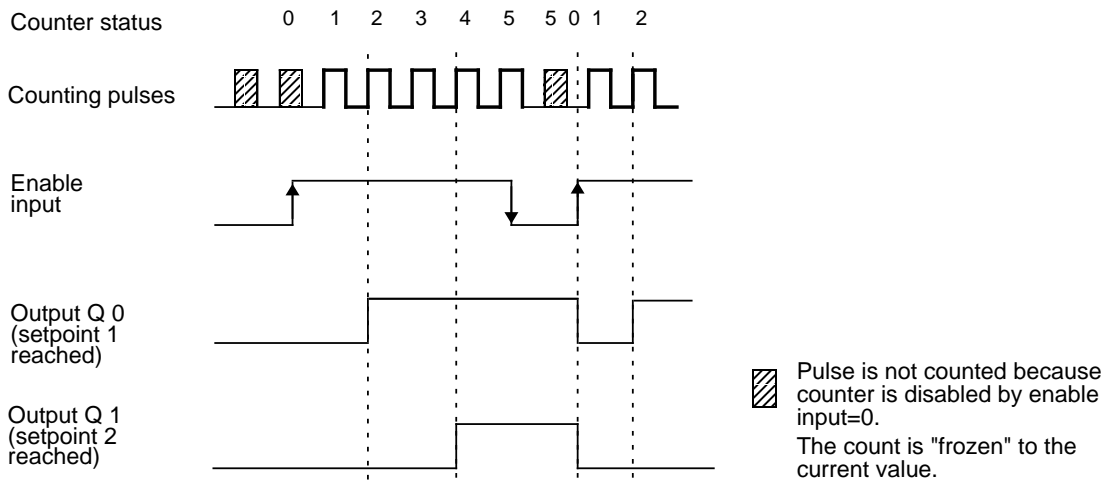 Counter status 0 1 2 3 4 5 5 0 1 2
Counting pulses
Enable
input
Output Q 0
(setpoint 1
reached)
Output Q 1
(setpoint 2
reached)
Pulse is not counted because
counter is disabled by enable
input=0.
The count is "frozen" to the
current value.